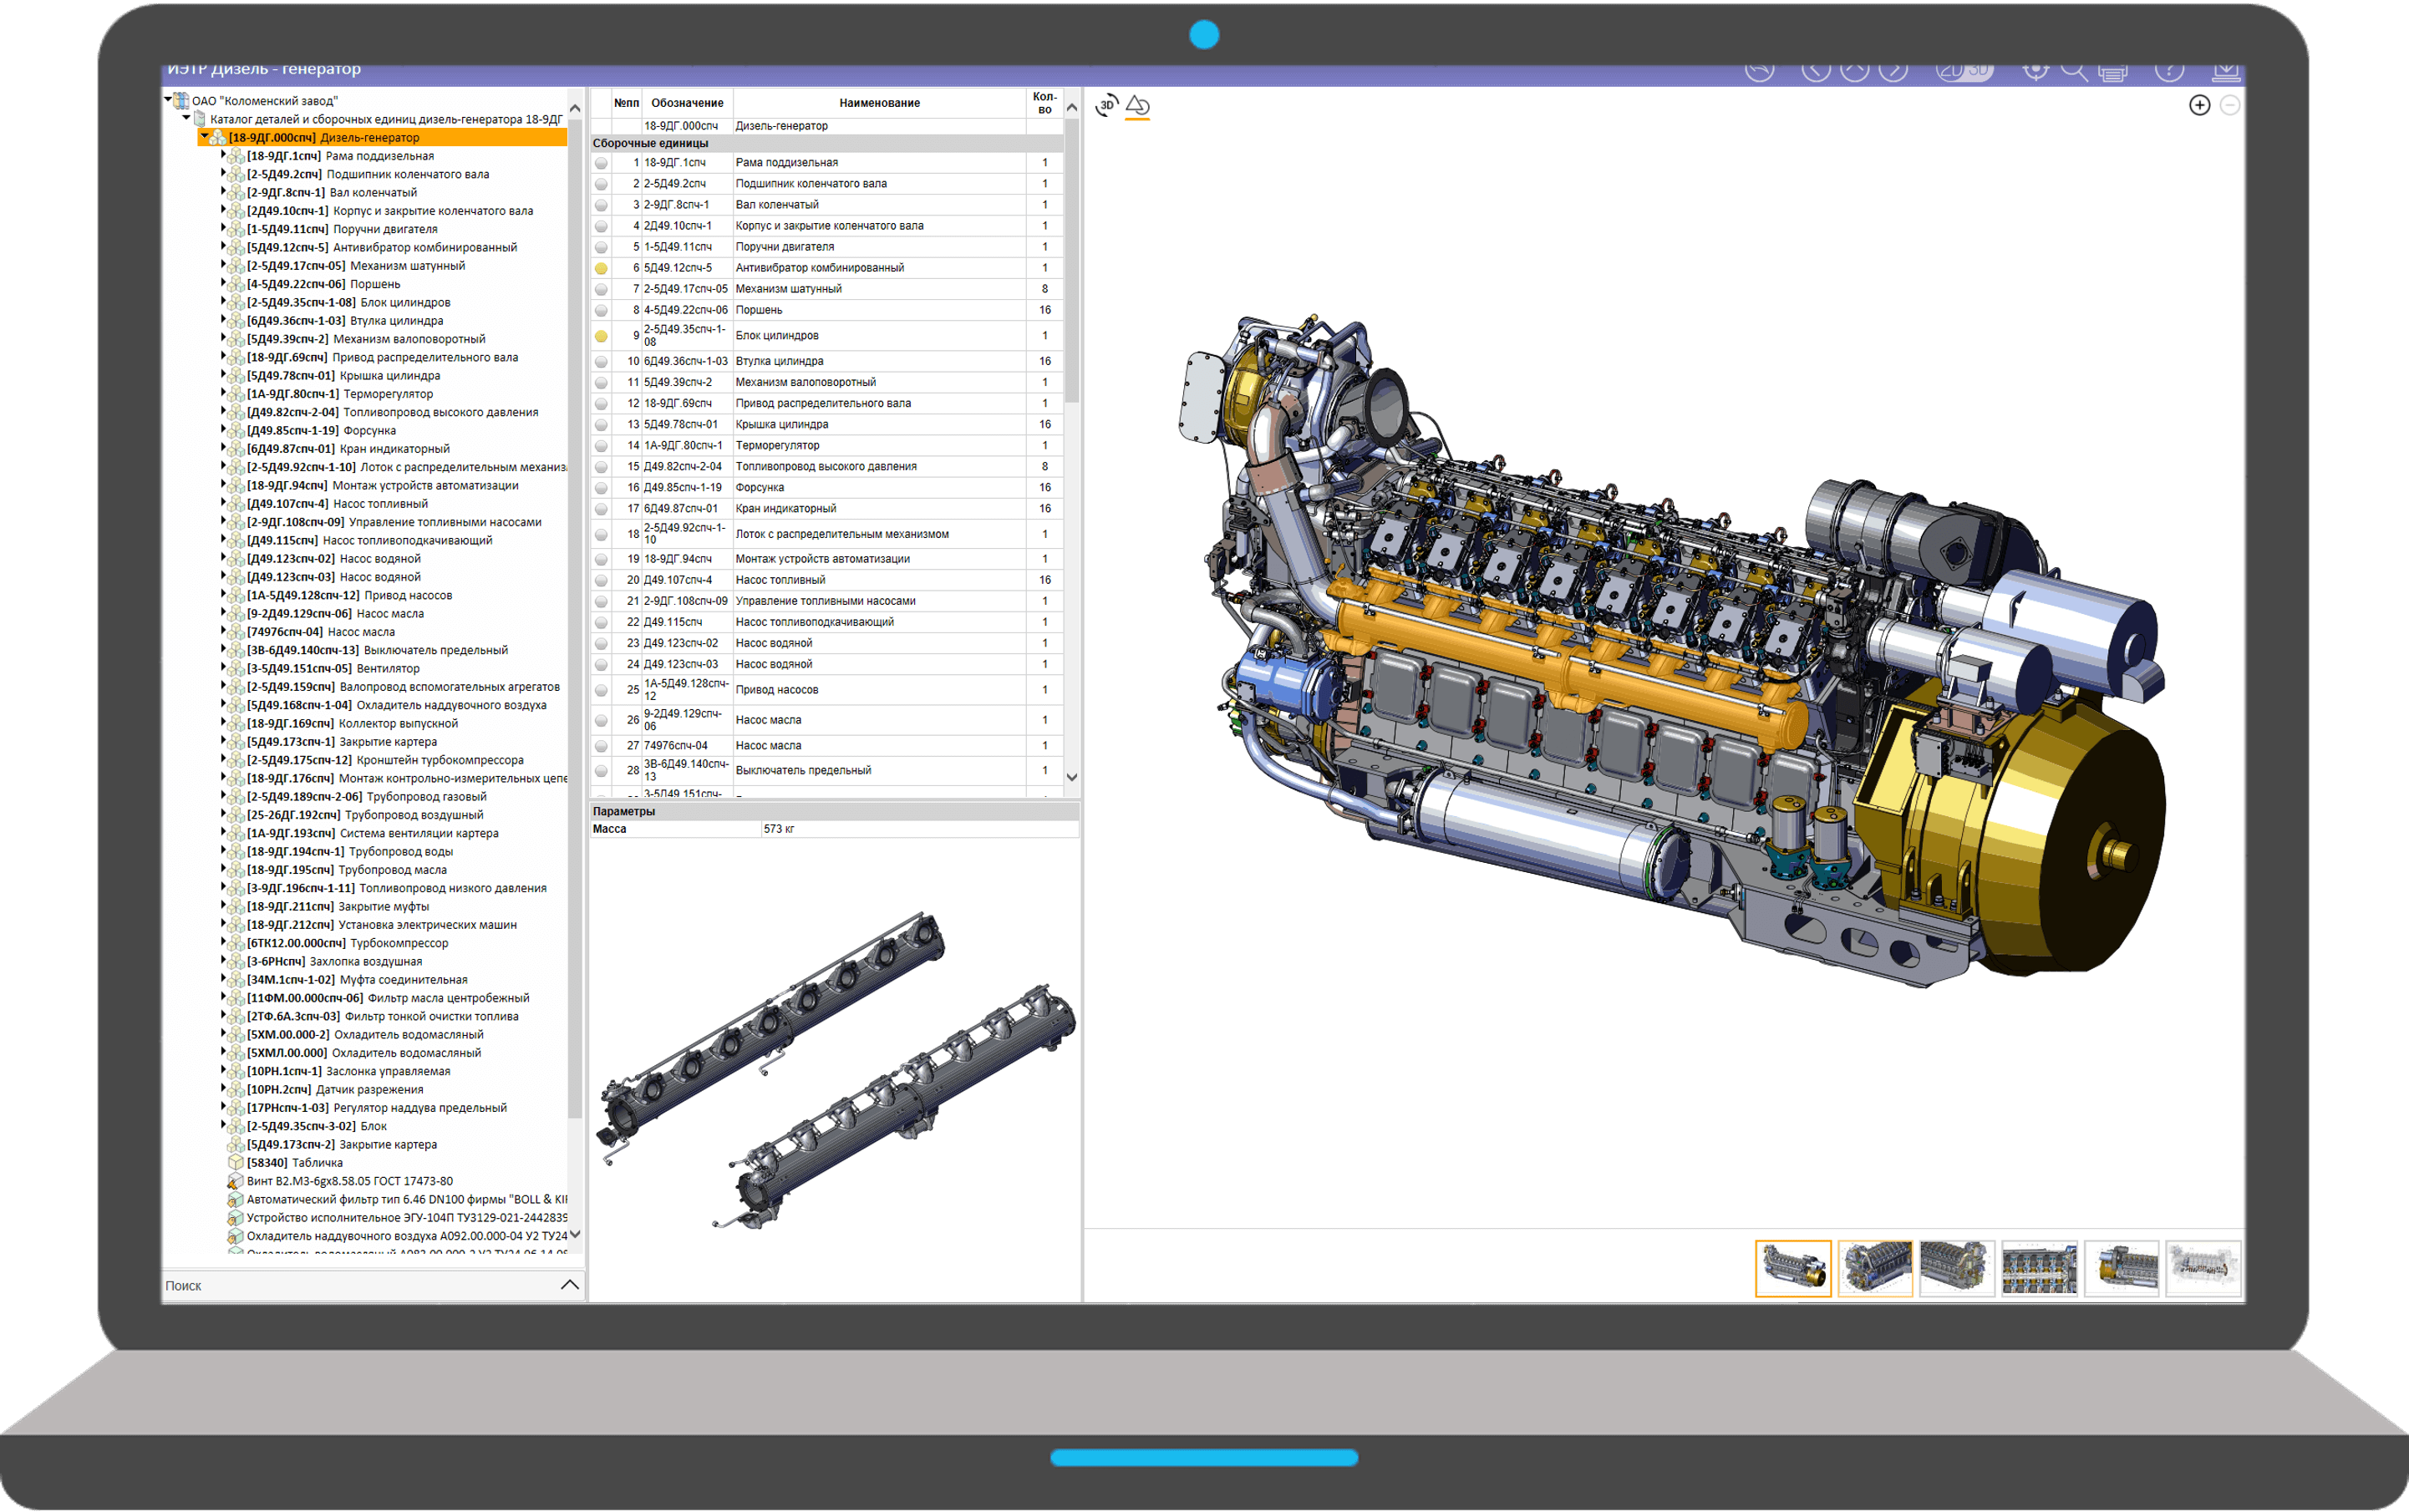 ИЭТР Дизель - генератор
2D 3D
ОАО "Коломенский завод"
Каталог деталей и сборочных единиц дизель-генератора 18-9ДГ
[18-9ДГ.000спч] Дизель-генератор
[18-9ДГ.1спч] Рама поддизельная
[2-5Д49.2спч] Подшипник коленчатого вала
[2-9ДГ.8спч-1] Вал коленчатый
[2Д49.10спч-1] Корпус и закрытие коленчатого вала
[1-5Д49.11спч] Поручни двигателя
[5Д49.12спч-5] Антивибратор комбинированный
[2-5Д49.17спч-05] Механизм шатунный
[4-5Д49.22спч-06] Поршень
[2-5Д49.35спч-1-08] Блок цилиндров
[6Д49.36спч-1-03] Втулка цилиндра
[5Д49.39спч-2] Механизм валоповоротный
[18-9ДГ.69спч] Привод распределительного вала
[5Д49.78спч-01] Крышка цилиндра
[1А-9ДГ.80спч-1] Терморегулятор
[Д49.82спч-2-04] Топливопровод высокого давления
[Д49.85спч-1-19] Форсунка
[6Д49.87спч-01] Кран индикаторный
[2-5Д49.92спч-1-10] Лоток с распределительным механиз
[18-9ДГ.94спч] Монтаж устройств автоматизации
[Д49.107спч-4] Насос топливный
[2-9ДГ.108спч-09] Управление топливными насосами
[Д49.115спч] Насос топливоподкачивающий
[Д49.123спч-02] Насос водяной
[Д49.123спч-03] Насос водяной
[1А-5Д49.128спч-12] Привод насосов
[9-2Д49.129спч-06] Насос масла
[74976спч-04] Насос масла
[3В-6Д49.140спч-13] Выключатель предельный
[3-5Д49.151спч-05] Вентилятор
[2-5Д49.159спч] Валопровод вспомогательных агрегатов
[5Д49.168спч-1-04] Охладитель наддувочного воздуха
[18-9ДГ.169спч] Коллектор выпускной
[5Д49.173спч-1] Закрытие картера
[2-5Д49.175спч-12] Кронштейн турбокомпрессора
[18-9ДГ.176спч] Монтаж контрольно-измерительных цепе
[2-5Д49.189спч-2-06] Трубопровод газовый
[25-26ДГ.192спч] Трубопровод воздушный
[1А-9ДГ.193спч] Система вентиляции картера
[18-9ДГ.194спч-1] Трубопровод воды
[18-9ДГ.195спч] Трубопровод масла
[3-9ДГ.196спч-1-11] Топливопровод низкого давления
[18-9ДГ.211спч] Закрытие муфты
[18-9ДГ.212спч] Установка электрических машин
[6ТК12.00.000спч] Турбокомпрессор
[3-6РНспч] Захлопка воздушная
[34М.1спч-1-02] Муфта соединительная
[11ФМ.00.000спч-06] Фильтр масла центробежный
[2ТФ.6А.3спч-03] Фильтр тонкой очистки топлива
[5ХМ.00.000-2] Охладитель водомасляный
[5ХМЛ.00.000] Охладитель водомасляный
[10РН.1спч-1] Заслонка управляемая
[10РН.2спч] Датчик разрежения
[17РНспч-1-03] Регулятор наддува предельный
[2-5Д49.35спч-3-02] Блок
[5Д49.173спч-2] Закрытие картера
[58340] Табличка
Винт В2.М3-6gх8.58.05 ГОСТ 17473-80
Автоматический фильтр тип 6.46 DN100 фирмы "BOLL & KIF
Устройство исполнительное ЭГУ-104П ТУ3129-021-2442839
Охладитель наддувочного воздуха А092.00.000-04 У2 ТУ24
Охладитель водомасляный А083.00.000-2 У2 ТУ24.06.14.08
Поиск
№пп Обозначение Наименование Кол-
во
18-9ДГ.000спч Дизель-генератор
Сборочные единицы
1 18-9ДГ.1спч Рама поддизельная 1
2 2-5Д49.2спч Подшипник коленчатого вала 1
3 2-9ДГ.8спч-1 Вал коленчатый 1
4 2Д49.10спч-1 Корпус и закрытие коленчатого вала 1
5 1-5Д49.11спч Поручни двигателя 1
6 5Д49.12спч-5 Антивибратор комбинированный 1
7 2-5Д49.17спч-05 Механизм шатунный 8
8 4-5Д49.22спч-06 Поршень 16
9 2-5Д49.35спч-1-
08 Блок цилиндров 1
10 6Д49.36спч-1-03 Втулка цилиндра 16
11 5Д49.39спч-2 Механизм валоповоротный 1
12 18-9ДГ.69спч Привод распределительного вала 1
13 5Д49.78спч-01 Крышка цилиндра 16
14 1А-9ДГ.80спч-1 Терморегулятор 1
15 Д49.82спч-2-04 Топливопровод высокого давления 8
16 Д49.85спч-1-19 Форсунка 16
17 6Д49.87спч-01 Кран индикаторный 16
18 2-5Д49.92спч-1-
10 Лоток с распределительным механизмом 1
19 18-9ДГ.94спч Монтаж устройств автоматизации 1
20 Д49.107спч-4 Насос топливный 16
21 2-9ДГ.108спч-09 Управление топливными насосами 1
22 Д49.115спч Насос топливоподкачивающий 1
23 Д49.123спч-02 Насос водяной 1
24 Д49.123спч-03 Насос водяной 1
25 1А-5Д49.128спч-
12 Привод насосов 1
26 9-2Д49.129спч-
06 Насос масла 1
27 74976спч-04 Насос масла 1
28 3В-6Д49.140спч-
13 Выключатель предельный 1
3-5Д49.151спч-
Параметры
Масса 573 кг
3D